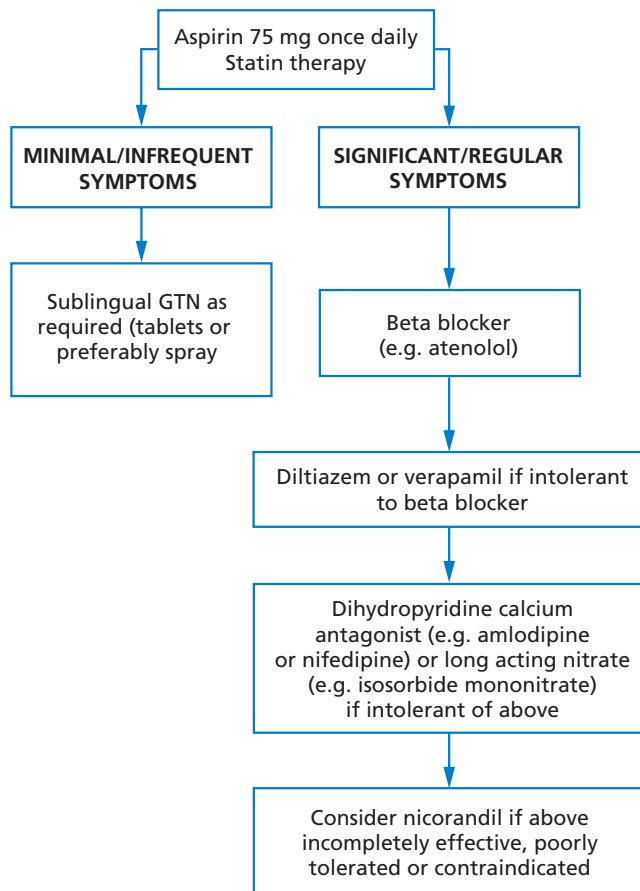 Aspirin 75 mg once daily
Statin therapy
MINIMAL/INFREQUENT
SYMPTOMS
SIGNIFICANT/REGULAR
SYMPTOMS
Sublingual GTN as
required (tablets or
preferably spray
Beta blocker
(e.g. atenolol)
Diltiazem or verapamil if intolerant
to beta blocker
Dihydropyridine calcium
antagonist (e.g. amlodipine
or nifedipine) or long acting nitrate
(e.g. isosorbide mononitrate)
if intolerant of above
Consider nicorandil if above
incompletely effective, poorly
tolerated or contraindicated